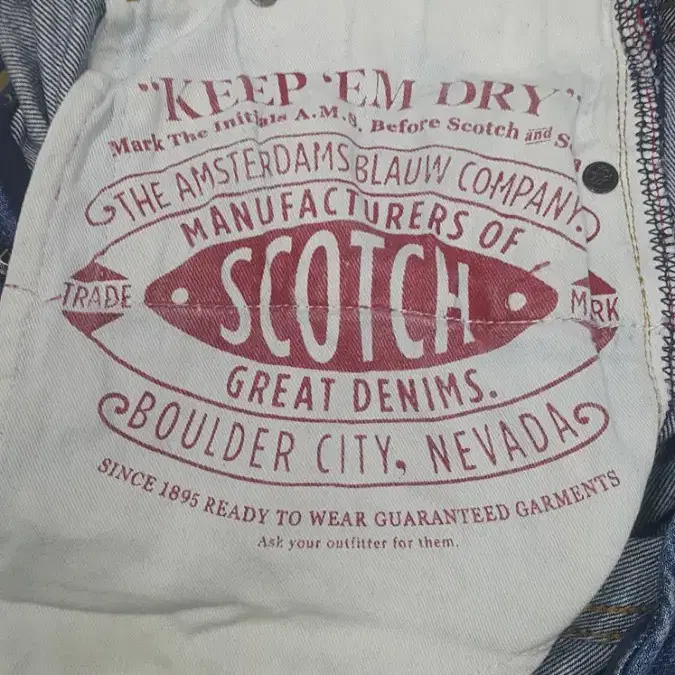 "KEEP 'EM DRY"
Mark The Initials A.M.S. Before Scotch and
THE AMSTERDAMS BLAUW COMPANY.
MANUFACTURERS OF
TRADE SCOTCH MRK
GREAT DENIMS.
BOULDER CITY, NEVADA
SINCE 1895 READY TO WEAR GUARANTEED GARMENTS
Ask your outfitter for them.